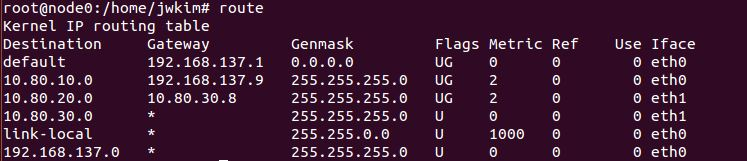 root@node0:/home/jwkim# route
Kernel IP routing table
Destination     Gateway         Genmask         Flags Metric Ref    Use Iface
default         192.168.137.1   0.0.0.0         UG    0      0        0 eth0
10.80.10.0      192.168.137.9   255.255.255.0   UG    2      0        0 eth0
10.80.20.0      10.80.30.8      255.255.255.0   UG    2      0        0 eth1
10.80.30.0      *               255.255.255.0   U     0      0        0 eth1
link-local      *               255.255.0.0     U     1000   0        0 eth0
192.168.137.0   *               255.255.255.0   U     0      0        0 eth0